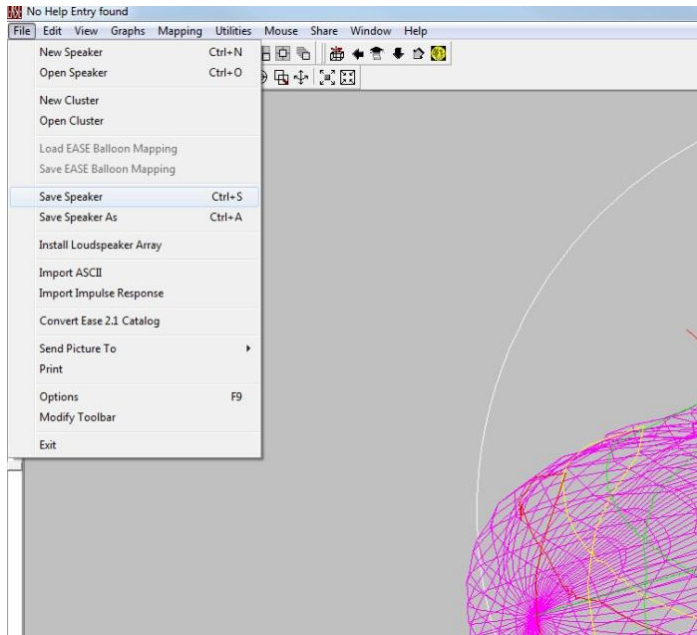 No Help Entry found
File Edit View Graphs Mapping Utilities Mouse Share Window Help
New Speaker Ctrl+N
Open Speaker Ctrl+O
New Cluster
Open Cluster
Load EASE Balloon Mapping
Save EASE Balloon Mapping
Save Speaker Ctrl+S
Save Speaker As Ctrl+A
Install Loudspeaker Array
Import ASCII
Import Impulse Response
Convert Ease 2.1 Catalog
Send Picture To
Print
Options F9
Modify Toolbar
Exit